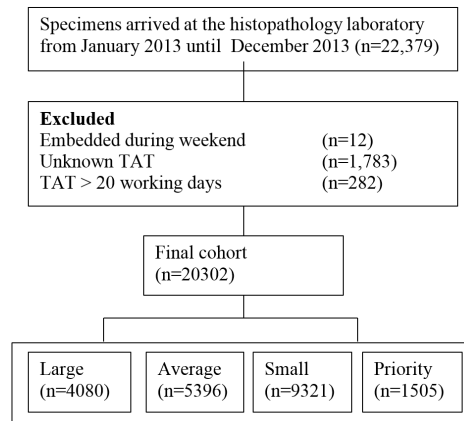 Specimens arrived at the histopathology laboratory
from January 2013 until December 2013 (n=22,379)
Excluded
Embedded during weekend (n=12)
Unknown TAT (n=1,783)
TAT > 20 working days (n=282)
Final cohort
(n=20302)
Large
(n=4080)
Average
(n=5396)
Small
(n=9321)
Priority
(n=1505)